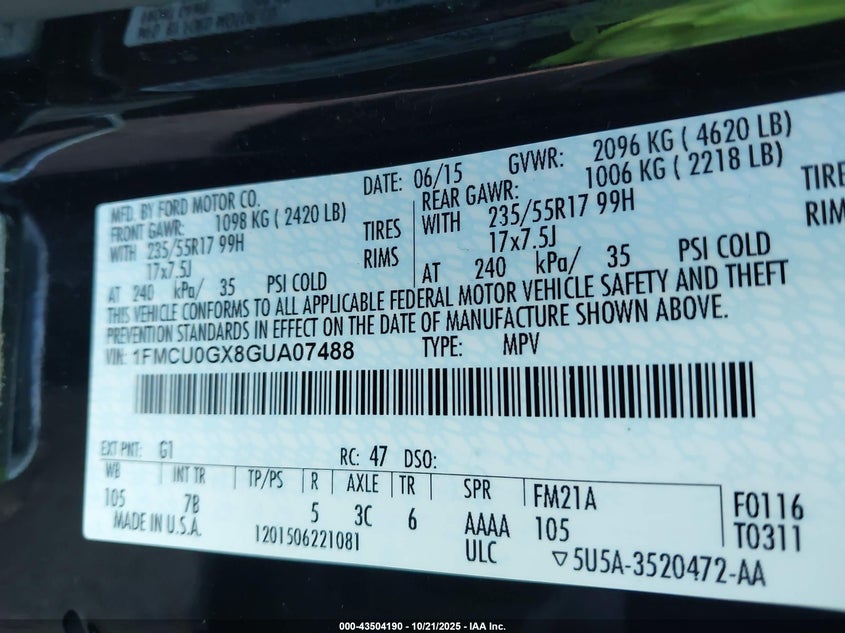 MFD. BY FORD MOTOR CO.
DATE: 06/15 GVWR: 2096 KG ( 4620 LB)
FRONT GAWR: 1098 KG ( 2420 LB)
REAR GAWR: 1006 KG ( 2218 LB)
WITH 235/55R17 99H TIRES
WITH 235/55R17 99H TIRE
17x7.5J RIMS
17x7.5J RIM
AT 240 kPa/ 35 PSI COLD
AT 240 kPa/ 35 PSI COLD
THIS VEHICLE CONFORMS TO ALL APPLICABLE FEDERAL MOTOR VEHICLE SAFETY AND THEFT
PREVENTION STANDARDS IN EFFECT ON THE DATE OF MANUFACTURE SHOWN ABOVE.
VIN: 1FMCU0GX8GUA07488 TYPE: MPV
EXT PNT: G1 RC: 47 DSO:
WB INT TR TP/PS R AXLE TR SPR FM21A F0116
105 7B 5 3C 6 AAAA 105 T0311
MADE IN U.S.A. 1201506221081 ULC ▽5U5A-3520472-AA
000-43504190 - 10/21/2025 - IAA Inc.